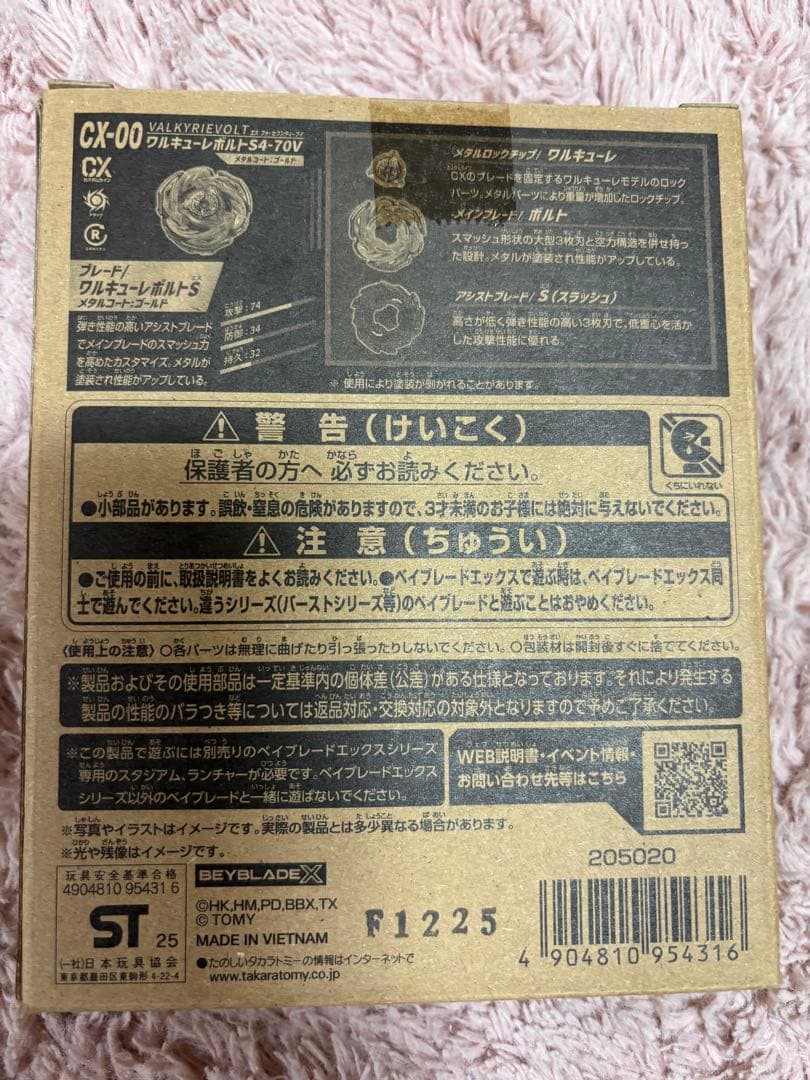 CX-00 VALKYRIEVOLT
ワルキューレボルトS4-70V
メタルコート:ゴールド
CX
ブレード/
ワルキューレボルトS
メタルコート:ゴールド
攻撃:74
防御:34
持久:32
弾き性能の高いアシストブレード
でメインブレードのスマッシュ力
を高めたカスタマイズ。メタルが
塗装され性能がアップしている。
メタルロックチップ/ ワルキューレ
CXのブレードを固定するワルキューレモデルのロック
パーツ。メタルパーツにより重量が増加したロックチップ。
メインブレード/ ボルト
スマッシュ形状の大型3枚刃と空力構造を併せ持っ
た設計。メタルが塗装され性能がアップしている。
アシストブレード/ S(スラッシュ)
高さが低く弾き性能の高い3枚刃で、低重心を活か
した攻撃性能に優れる。
※ 使用により塗装が剥がれることがあります。
警告(けいこく)
保護者の方へ 必ずお読みください。
くちにいれない
●小部品があります。誤飲・窒息の危険がありますので、3才未満のお子様には絶対に与えないでください。
注意(ちゅうい)
●ご使用の前に、取扱説明書をよくお読みください。●ベイブレードエックスで遊ぶ時は、ベイブレードエックス同
士で遊んでください。違うシリーズ(バーストシリーズ等)のベイブレードと遊ぶことはおやめください。
〈使用上の注意〉○各パーツは無理に曲げたり引っ張ったりしないでください。○包装材は開封後すぐに捨ててください。
※製品およびその使用部品は一定基準内の個体差(公差)がある仕様となっております。それにより発生する
製品の性能のバラつき等については返品対応・交換対応の対象外となりますので予めご了承ください。
※この製品で遊ぶには別売りのベイブレードエックスシリーズ
専用のスタジアム、ランチャーが必要です。ベイブレードエックス
シリーズ以外のベイブレードと一緒に遊ばないでください。
WEB説明書・イベント情報・
お問い合わせ先等はこちら
※写真やイラストはイメージです。実際の製品とは多少異なる場合があります。
※光や残像はイメージです。
玩具安全基準合格
4904810 95431 6
ST 25
(一社)日本玩具協会
東京都墨田区東駒形 4-22-4
BEYBLADE X
©HK,HM,PD,BBX,TX
© TOMY
MADE IN VIETNAM
F1225
●たのしいタカラトミーの情報はインターネットで
www.takaratomy.co.jp
205020
4 904810 954316